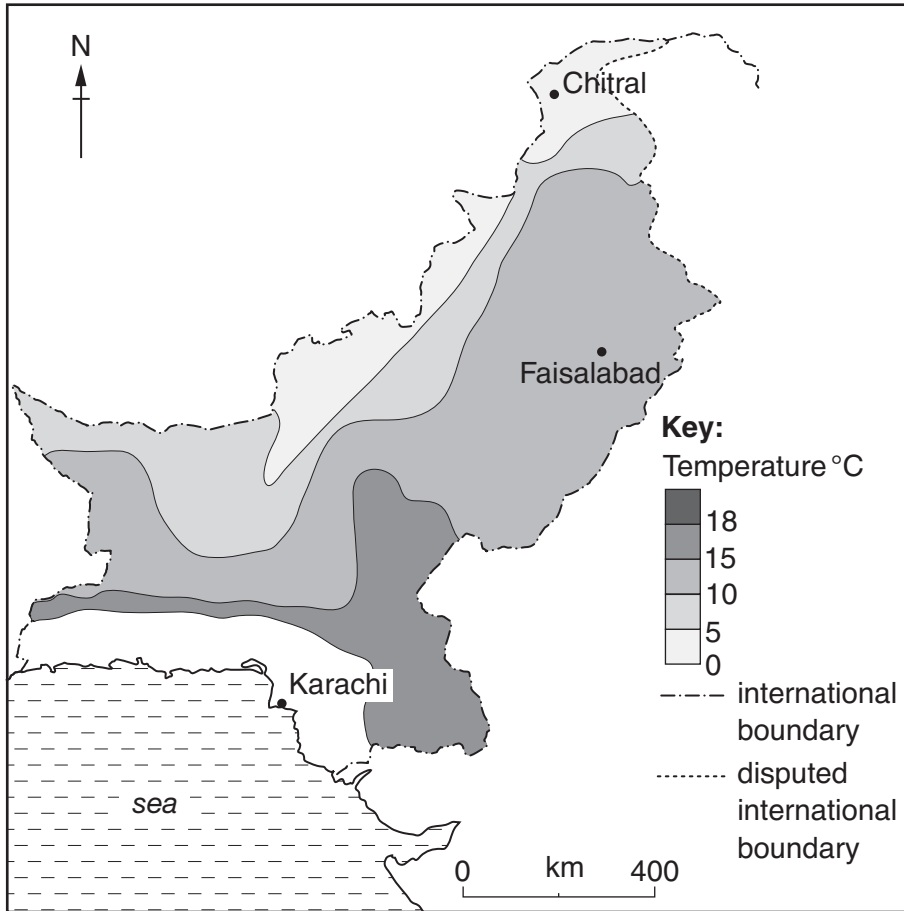 N
Chitral
Faisalabad
Key:
Temperature °C
18
15
10
5
0
Karachi
international
boundary
sea
disputed
international
boundary
0 km 400